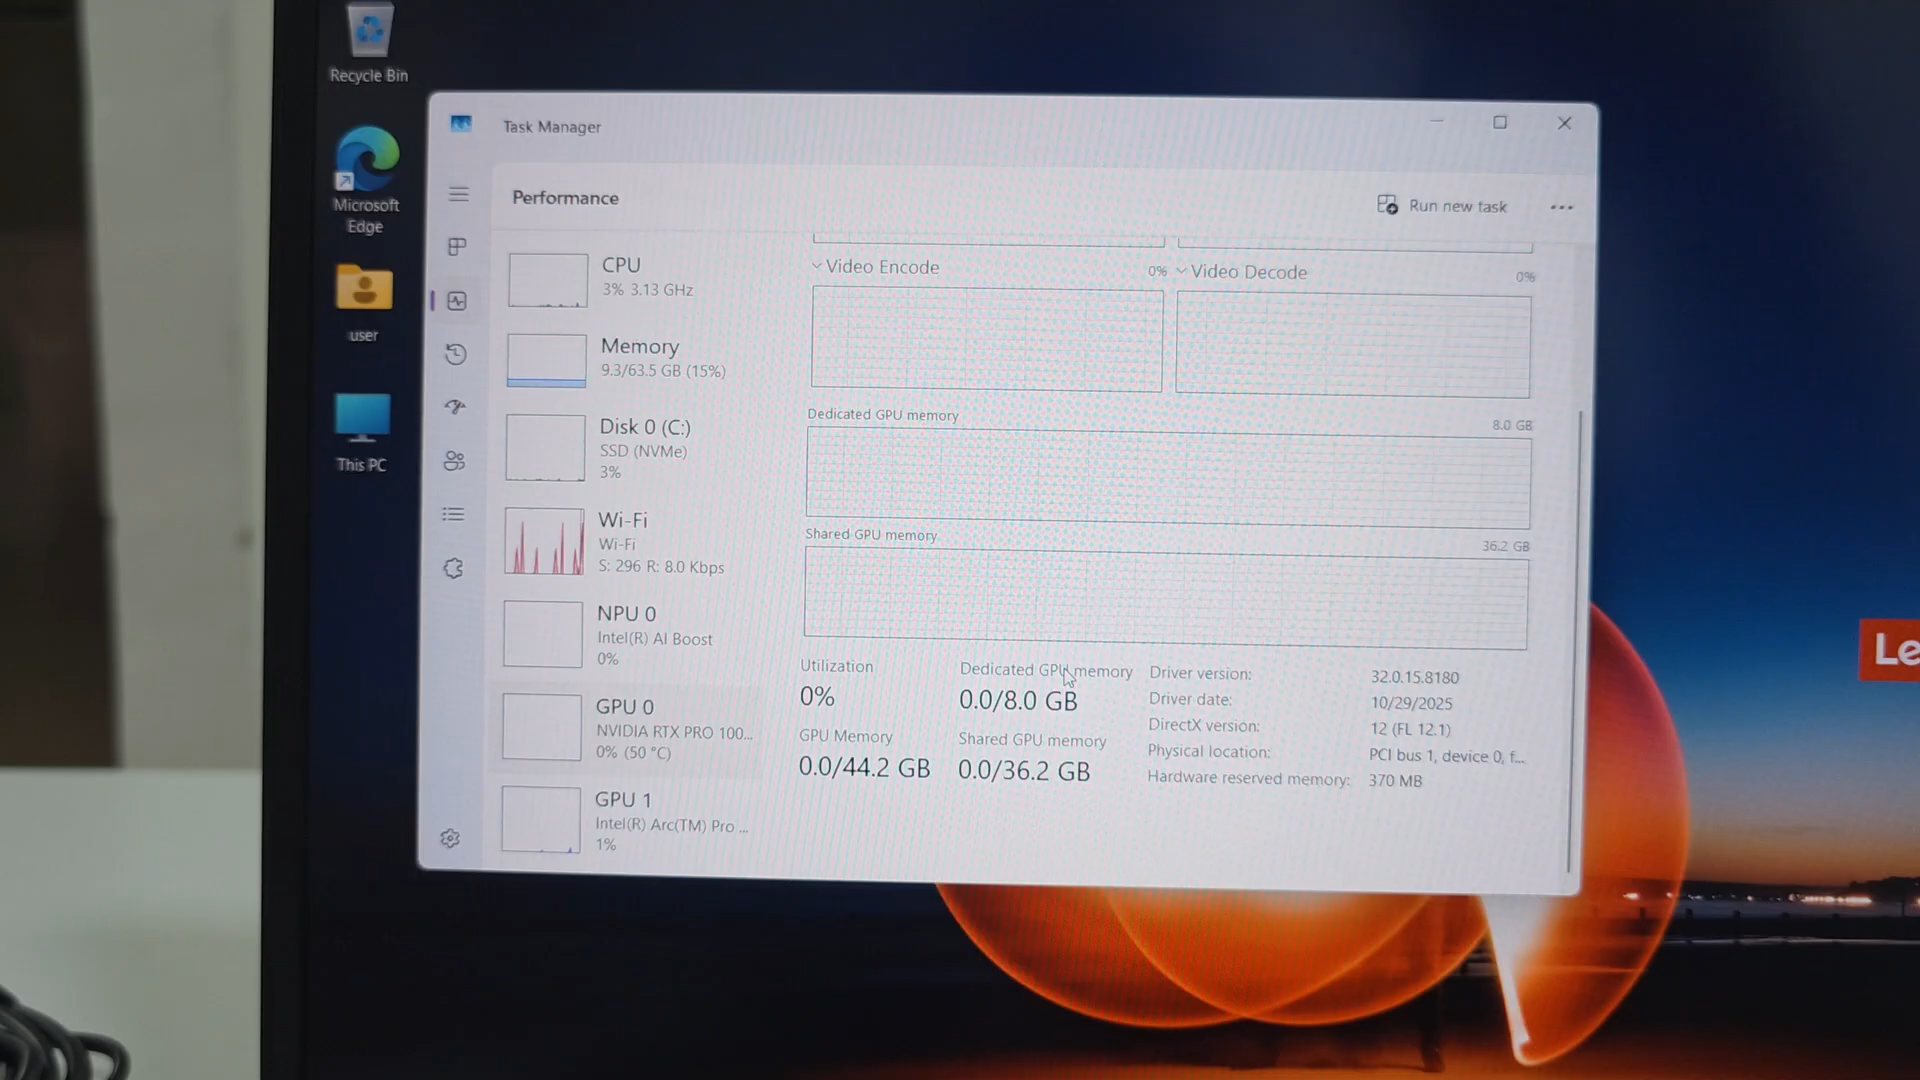 Recycle Bin
Microsoft
Edge
user
This PC
Task Manager
Performance
Run new task
CPU
3% 3.13 GHz
Memory
9.3/63.5 GB (15%)
Disk 0 (C:)
SSD (NVMe)
3%
Wi-Fi
Wi-Fi
S: 296 R: 8.0 Kbps
NPU 0
Intel(R) AI Boost
0%
GPU 0
NVIDIA RTX PRO 100...
0% (50 °C)
GPU 1
Intel(R) Arc(TM) Pro ...
1%
Video Encode 0%
Video Decode 0%
Dedicated GPU memory 8.0 GB
Shared GPU memory 36.2 GB
Utilization
0%
Dedicated GPU memory
0.0/8.0 GB
GPU Memory
0.0/44.2 GB
Shared GPU memory
0.0/36.2 GB
Driver version: 32.0.15.8180
Driver date: 10/29/2025
DirectX version: 12 (FL 12.1)
Physical location: PCI bus 1, device 0, f...
Hardware reserved memory: 370 MB
Le